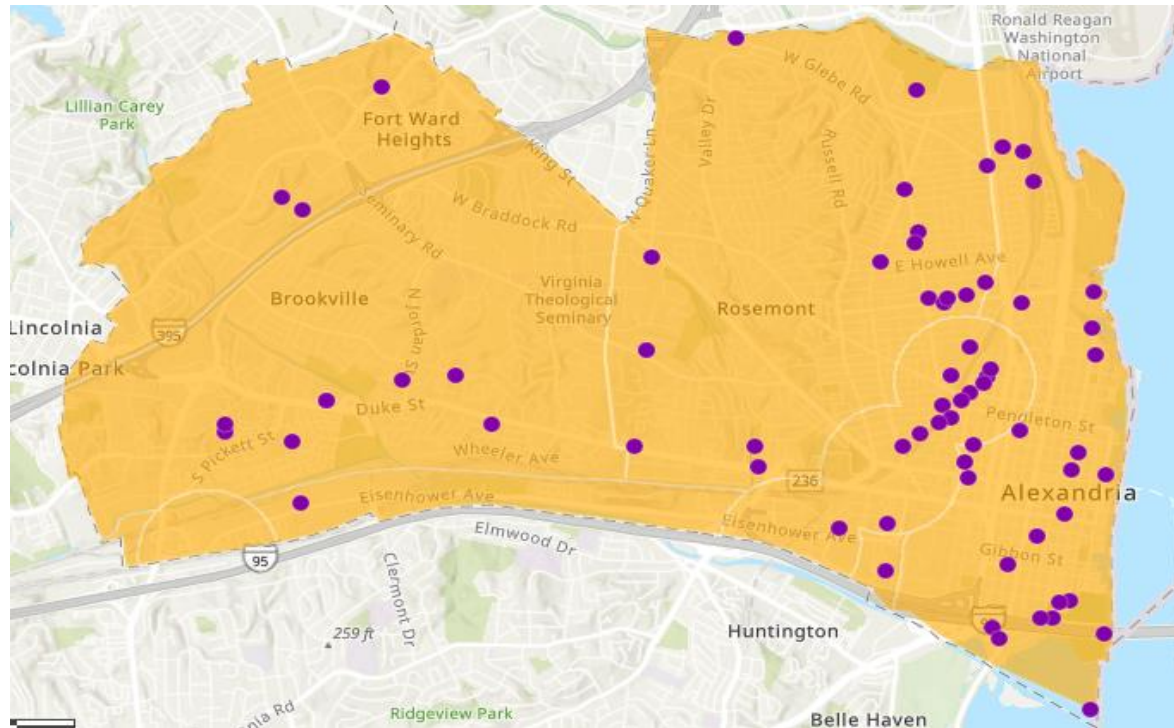 Ronald Reagan
Washington
National
Airport
W Glebe Rd
Lillian Carey
Park
Fort Ward
Heights
King St
Valley Dr
Russell Rd
N Quaker Ln
Seminary Rd
W Braddock Rd
E Howell Ave
Brookville
Virginia
Theological
Seminary
Rosemont
N Jordan St
Lincolnia
395
colnia Park
Duke St
Pendleton St
S Pickett St
Wheeler Ave
236
Eisenhower Ave
Alexandria
Eisenhower Ave
Elmwood Dr
95
Gibbon St
Clermont Dr
259 ft
Huntington
Ridgeview Park
nia Rd
Belle Haven